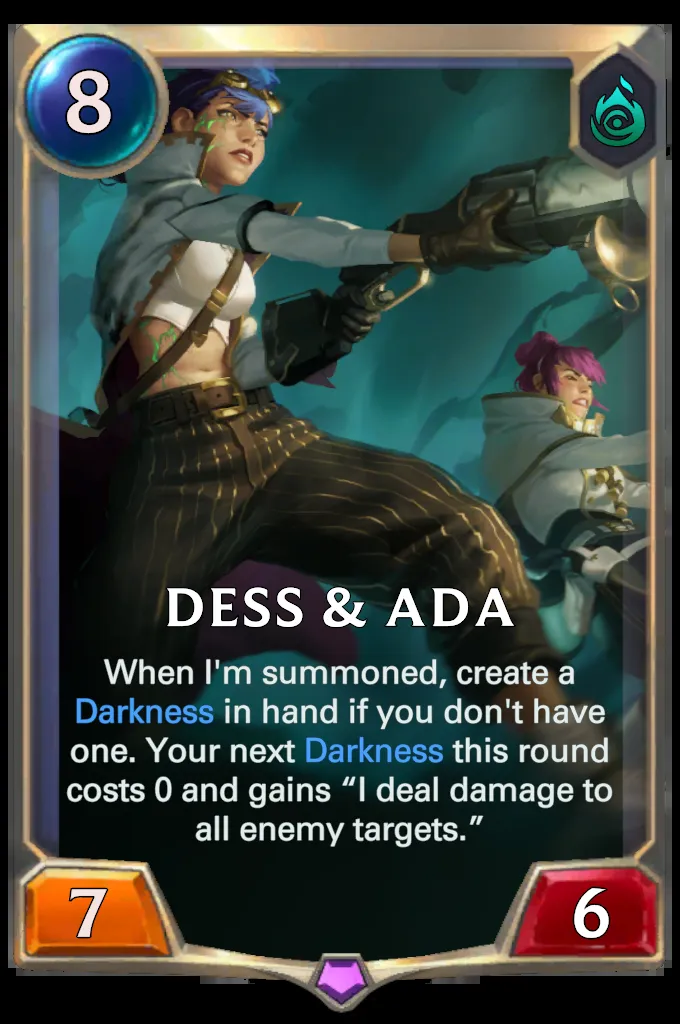 8
DESS & ADA
When I'm summoned, create a
Darkness in hand if you don't have
one. Your next Darkness this round
costs 0 and gains “I deal damage to
all enemy targets.”
7
6